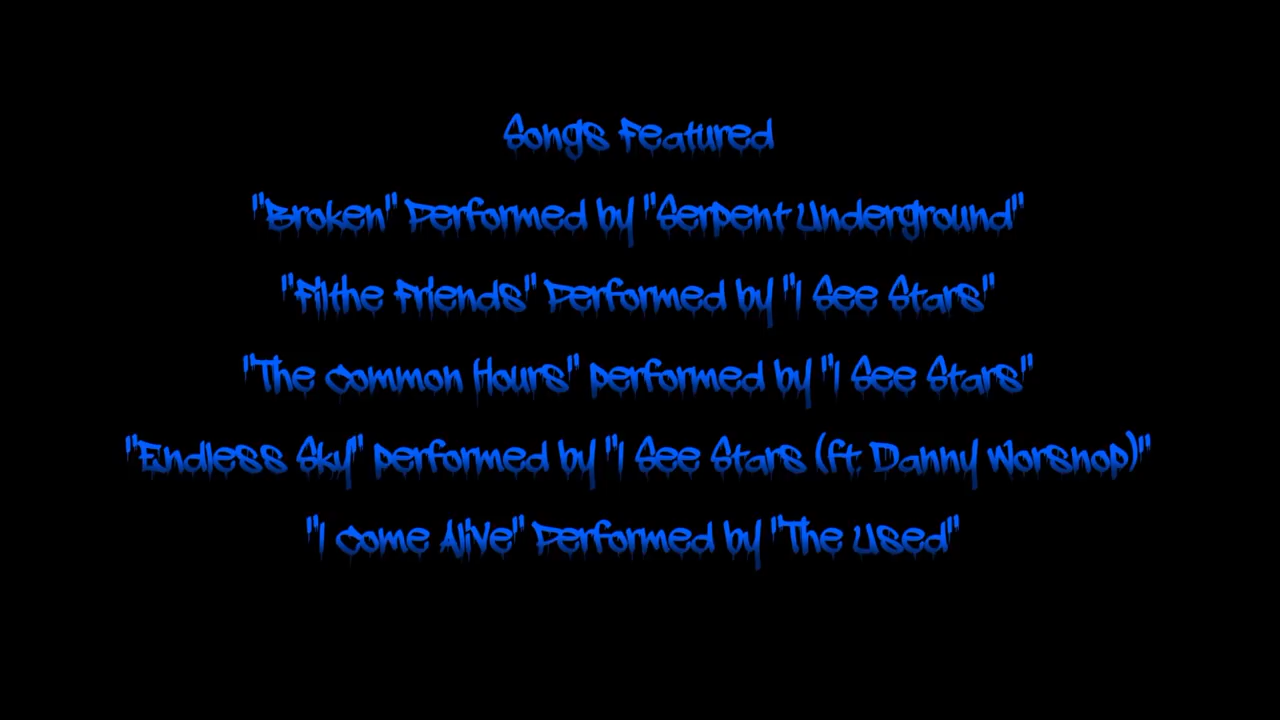 Songs Featured
"Broken" Performed by "Serpent Underground"
"Filthe Friends" Performed by "I See Stars"
"The Common Hours" performed by "I See Stars"
"Endless Sky" performed by "I See Stars (ft. Danny Worsnop)"
"I Come Alive" Performed by "The Used"